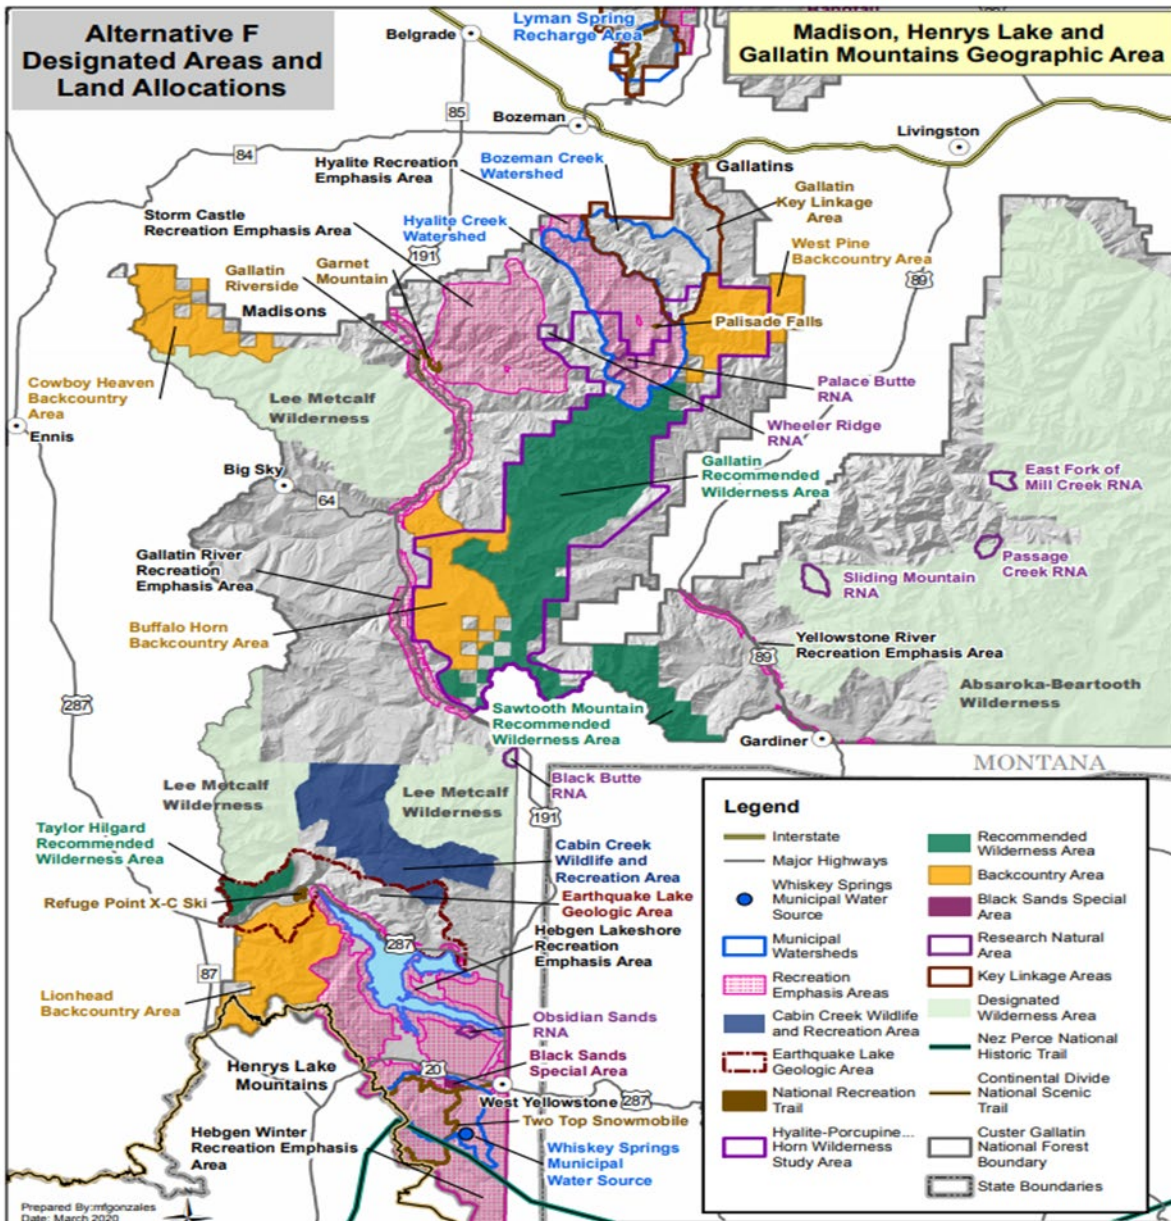 Alternative F
Designated Areas and
Land Allocations
Madison, Henrys Lake and
Gallatin Mountains Geographic Area
Lyman Spring
Recharge Area
Belgrade
85
Bozeman
Livingston
84
Hyalite Recreation
Emphasis Area
Bozeman Creek
Watershed
Gallatins
Gallatin
Key Linkage
Area
Storm Castle
Recreation Emphasis Area
Hyalite Creek
Watershed
West Pine
Backcountry Area
191
Gallatin
Riverside
Garnet
Mountain
89
Madisons
Palisade Falls
Cowboy Heaven
Backcountry
Area
Lee Metcalf
Wilderness
Palace Butte
RNA
Ennis
Wheeler Ridge
RNA
Big Sky
64
Gallatin
Recommended
Wilderness Area
East Fork of
Mill Creek RNA
Gallatin River
Recreation
Emphasis Area
Passage
Creek RNA
Sliding Mountain
RNA
Buffalo Horn
Backcountry Area
Yellowstone River
Recreation Emphasis Area
89
287
Absaroka-Beartooth
Wilderness
Sawtooth Mountain
Recommended
Wilderness Area
Gardiner
MONTANA
Lee Metcalf
Wilderness
Lee Metcalf
Wilderness
Black Butte
RNA
191
Taylor Hilgard
Recommended
Wilderness Area
Cabin Creek
Wildlife and
Recreation Area
Refuge Point X-C Ski
Earthquake Lake
Geologic Area
287
Hebgen Lakeshore
Recreation
Emphasis Area
87
Lionhead
Backcountry Area
Obsidian Sands
RNA
Henrys Lake
Mountains
20
Black Sands
Special Area
West Yellowstone
287
Two Top Snowmobile
Hebgen Winter
Recreation Emphasis
Area
Whiskey Springs
Municipal
Water Source
Prepared By:mfgonzales
Date: March 2020
Legend
Interstate
Major Highways
Whiskey Springs
Municipal Water
Source
Municipal
Watersheds
Recreation
Emphasis Areas
Cabin Creek Wildlife
and Recreation Area
Earthquake Lake
Geologic Area
National Recreation
Trail
Hyalite-Porcupine...
Horn Wilderness
Study Area
Recommended
Wilderness Area
Backcountry Area
Black Sands Special
Area
Research Natural
Area
Key Linkage Areas
Designated
Wilderness Area
Nez Perce National
Historic Trail
Continental Divide
National Scenic
Trail
Custer Gallatin
National Forest
Boundary
State Boundaries